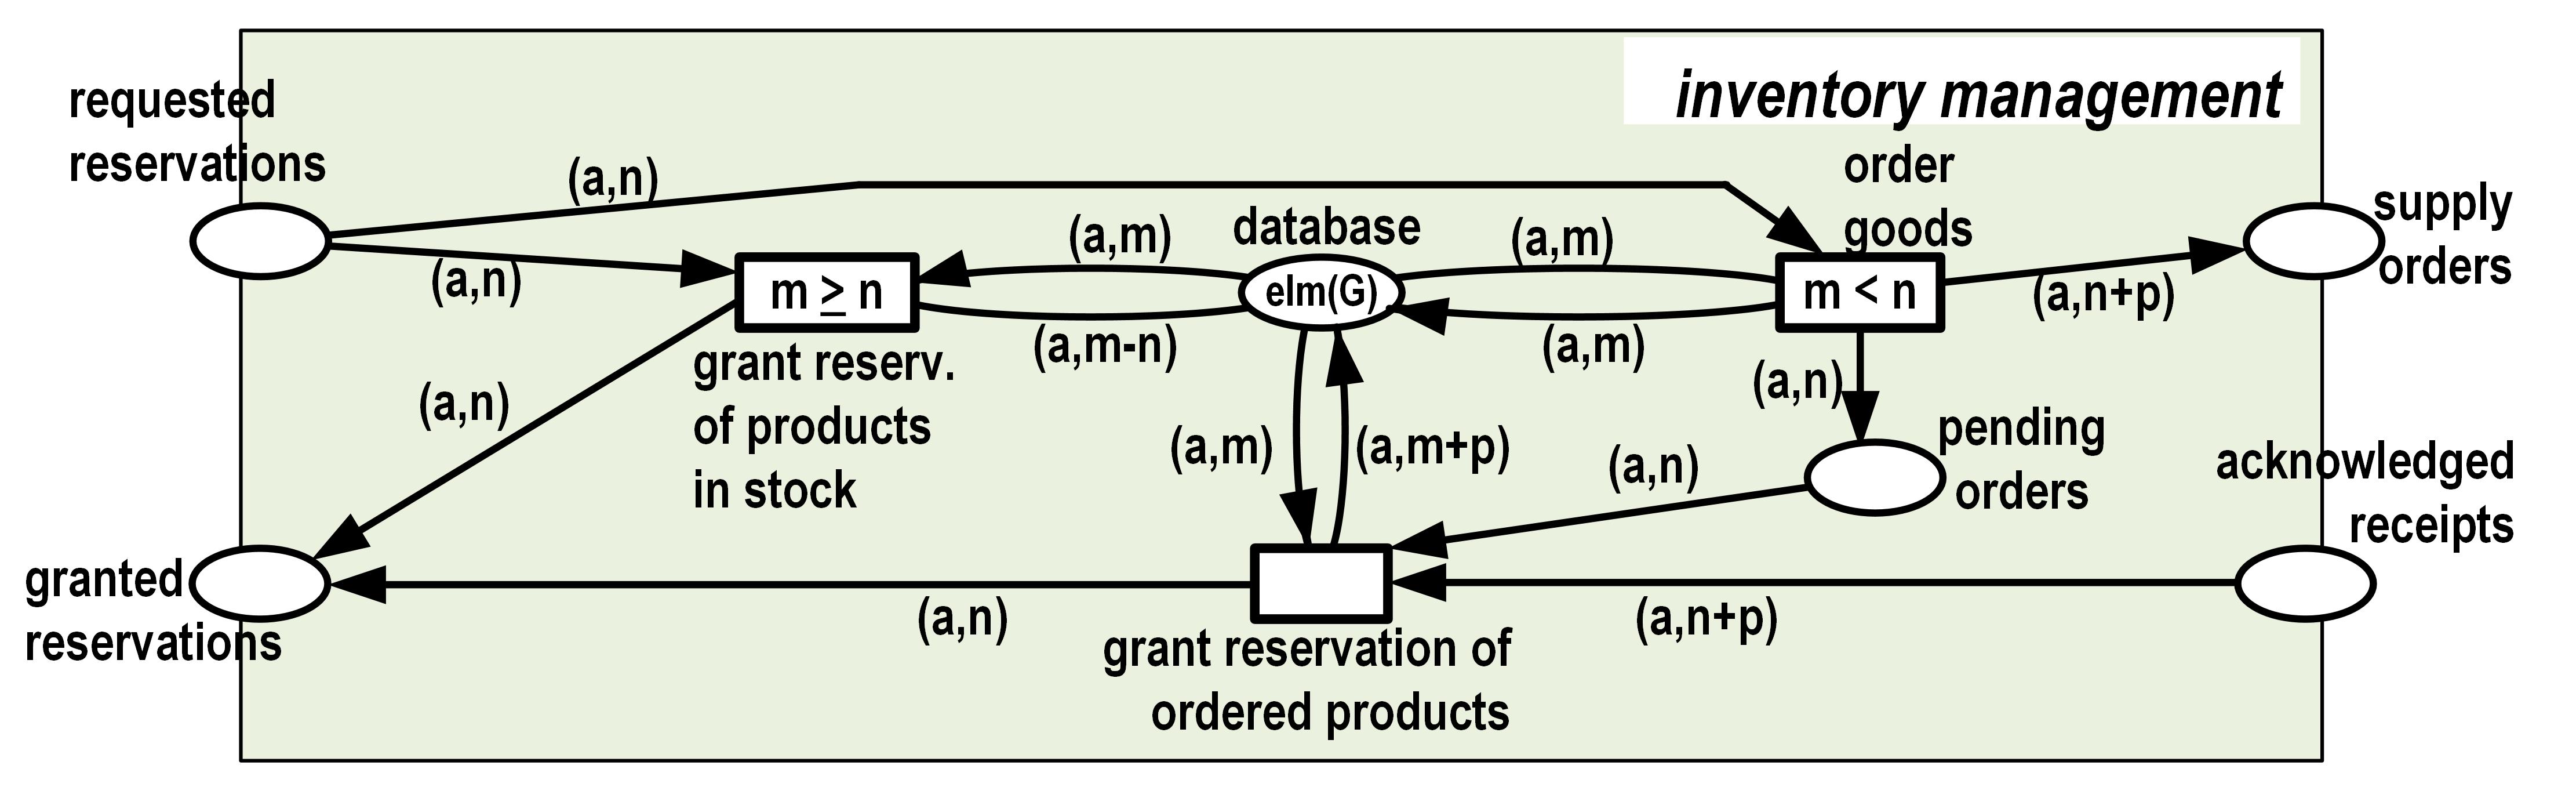 inventory management
requested
reservations
(a,n)
(a,n)
order
goods
m < n
supply
orders
(a,n+p)
database
elm(G)
(a,m)
(a,m)
m ≥ n
(a,m-n)
(a,m)
grant reserv.
of products
in stock
(a,n)
(a,m)
(a,m+p)
(a,n)
pending
orders
(a,n)
acknowledged
receipts
granted
reservations
(a,n)
(a,n+p)
grant reservation of
ordered products